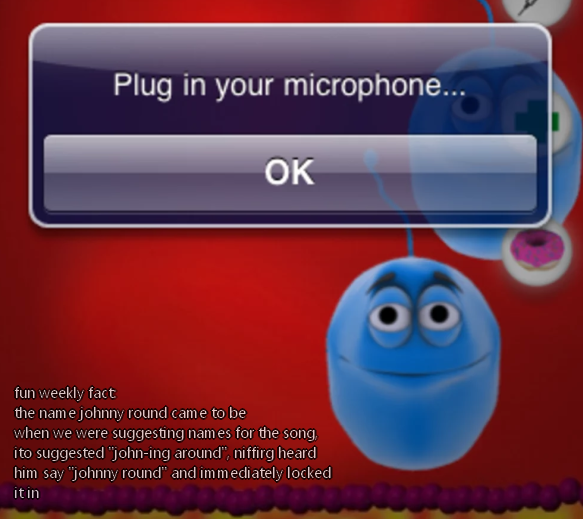 Plug in your microphone...
OK
fun weekly fact:
the name johnny round came to be
when we were suggesting names for the song,
ito suggested "john-ing around", niffirg heard
him say "johnny round" and immediately locked
it in